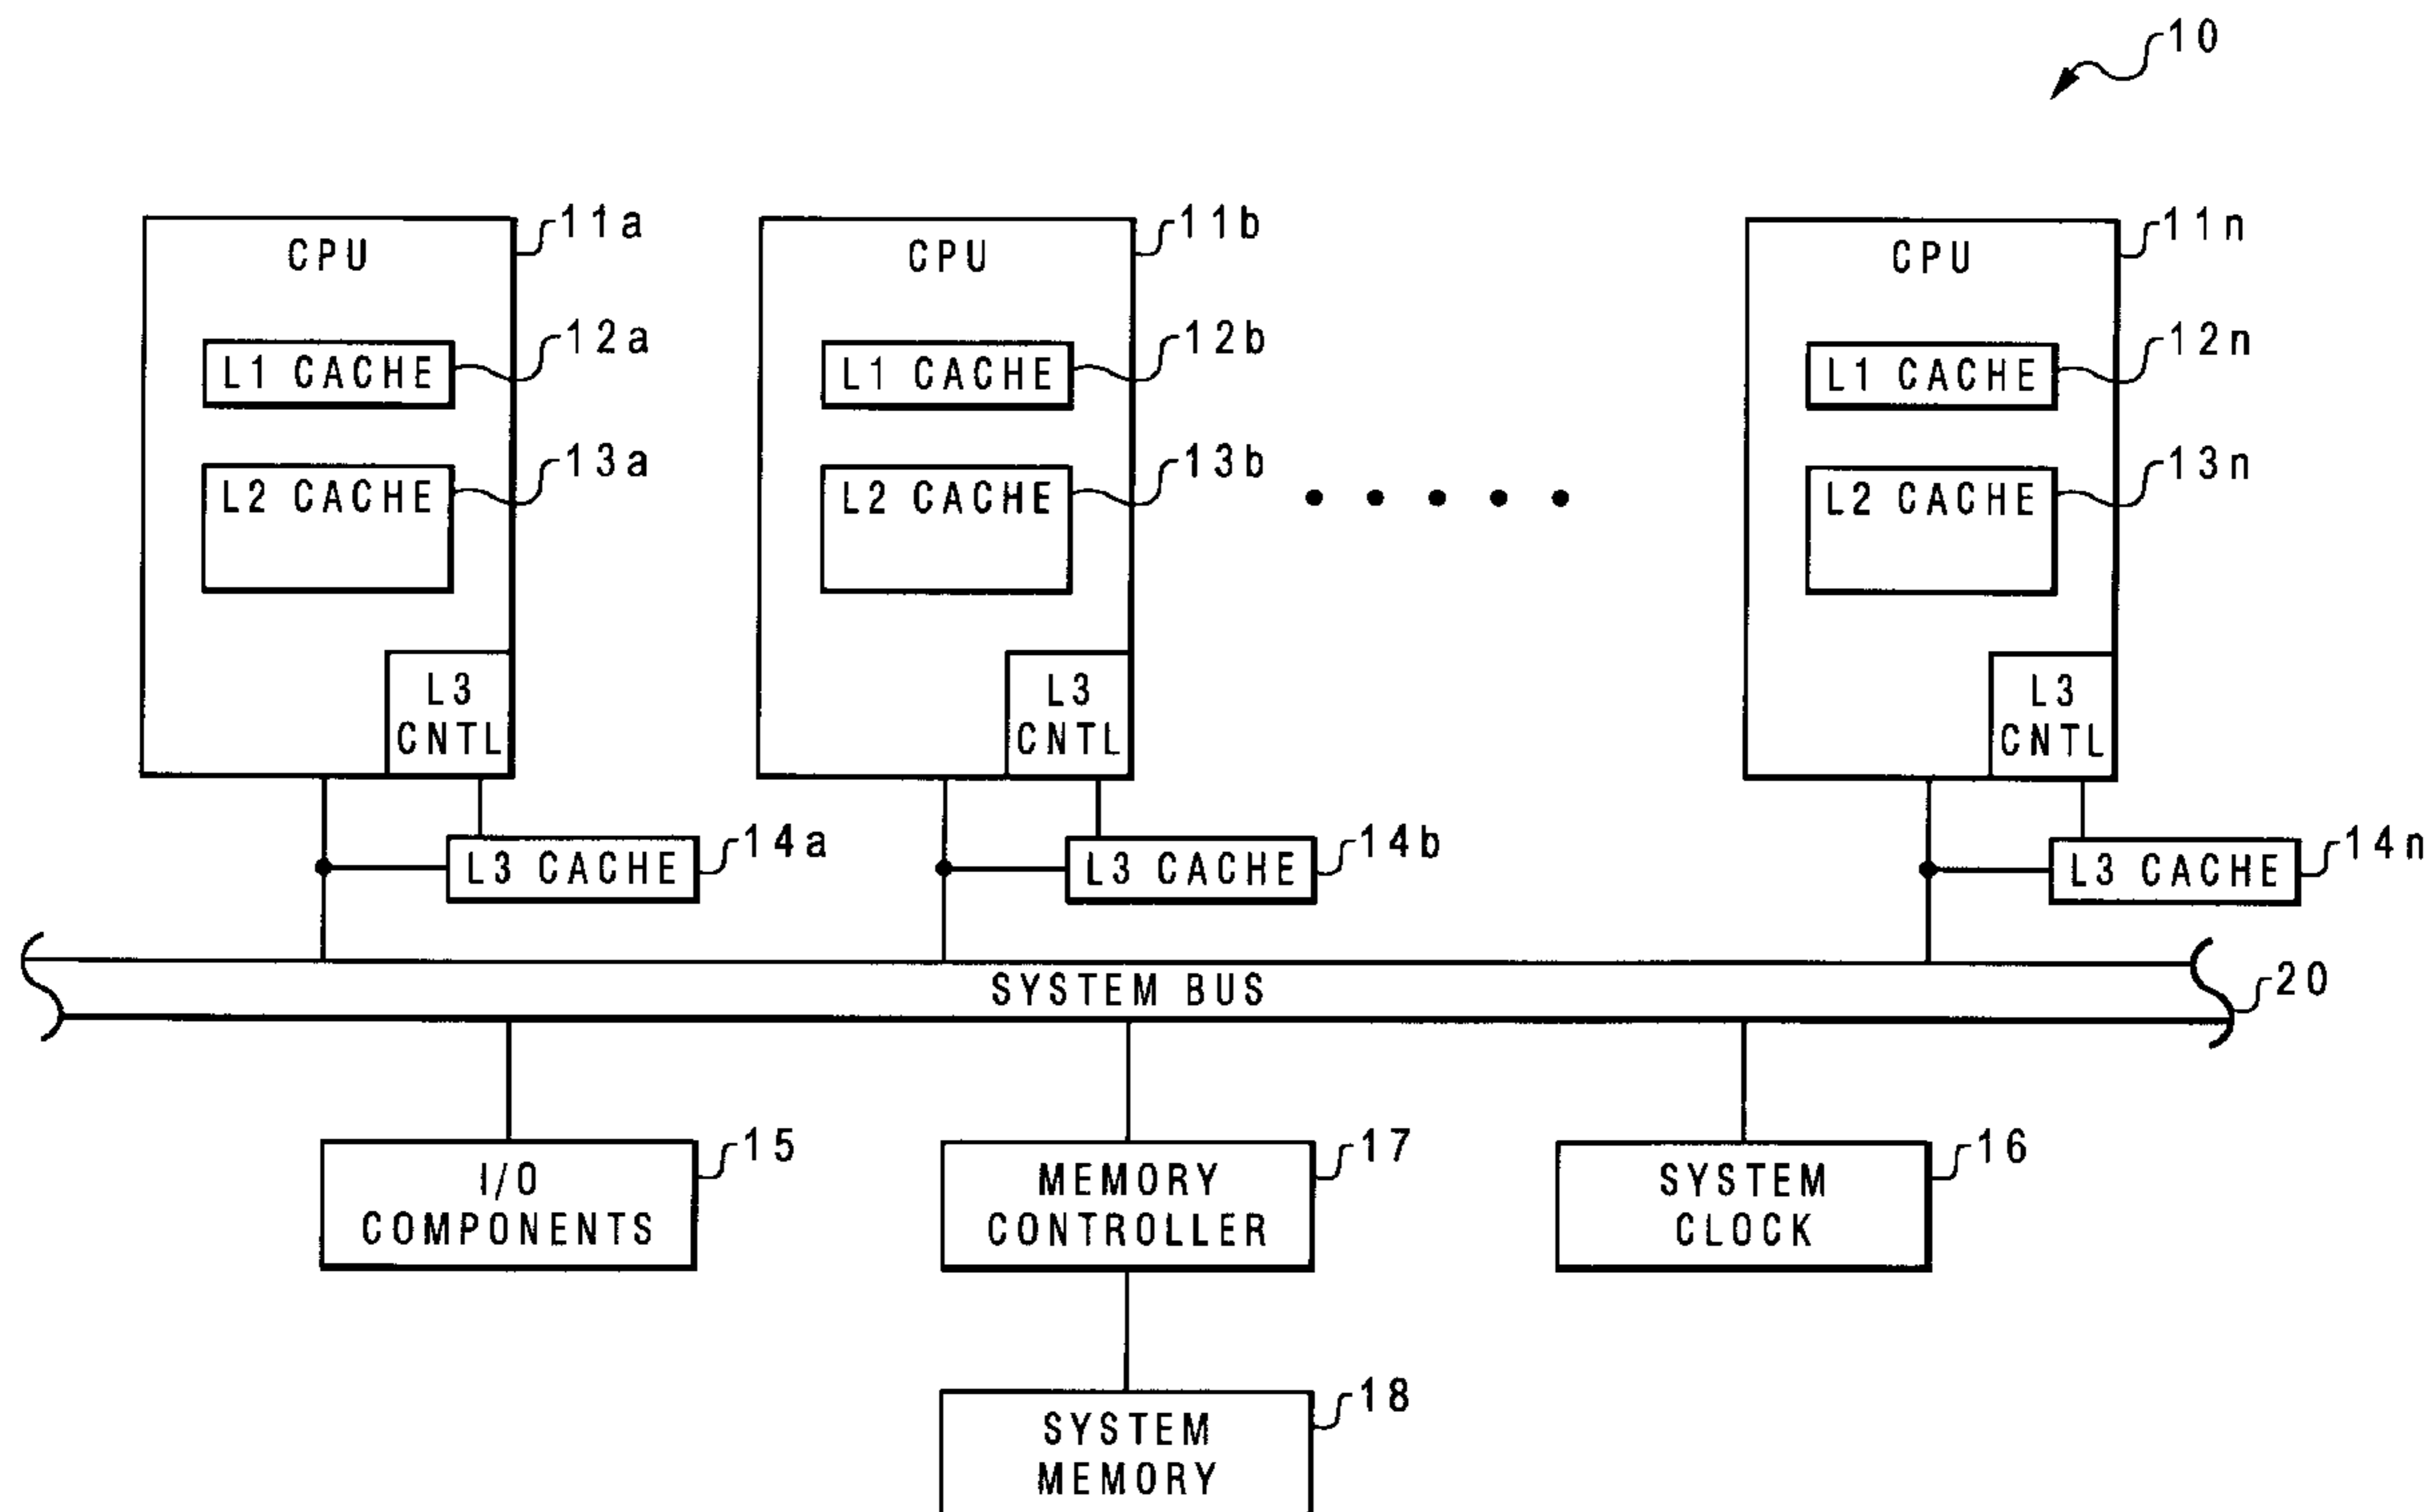 10
11a
11b
11n
CPU
CPU
CPU
12a
12b
12n
L1 CACHE
L1 CACHE
L1 CACHE
13a
13b
13n
L2 CACHE
L2 CACHE
L2 CACHE
L3
CNTL
L3
CNTL
L3
CNTL
14a
14b
14n
L3 CACHE
L3 CACHE
L3 CACHE
SYSTEM BUS
20
15
17
16
I/O
COMPONENTS
MEMORY
CONTROLLER
SYSTEM
CLOCK
18
SYSTEM
MEMORY